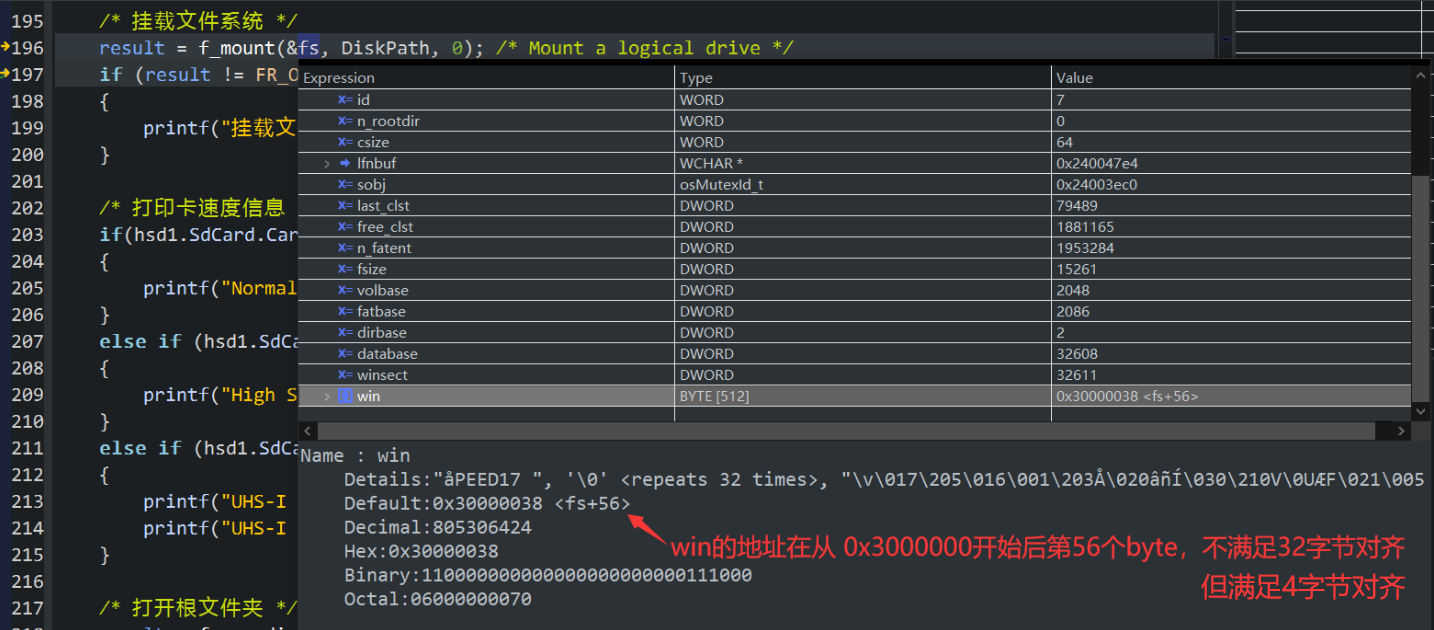 195 /* 挂载文件系统 */
196 result = f_mount(&fs, DiskPath, 0); /* Mount a logical drive */
197 if (result != FR_O
198 {
199 printf("挂载文
200 }
201
202 /* 打印卡速度信息
203 if(hsd1.SdCard.Car
204 {
205 printf("Normal
206 }
207 else if (hsd1.SdCa
208 {
209 printf("High S
210 }
211 else if (hsd1.SdCa
212 {
213 printf("UHS-I
214 printf("UHS-I
215 }
216
217 /* 打开根文件夹 */
Expression Type Value
id WORD 7
n_rootdir WORD 0
csize WORD 64
lfnbuf WCHAR * 0x240047e4
sobj osMutexId_t 0x24003ec0
last_clst DWORD 79489
free_clst DWORD 1881165
n_fatent DWORD 1953284
fsize DWORD 15261
volbase DWORD 2048
fatbase DWORD 2086
dirbase DWORD 2
database DWORD 32608
winsect DWORD 32611
win BYTE [512] 0x30000038 <fs+56>
Name : win
Details:"åPEED17 ", '\0' <repeats 32 times>, "\v\017\205\016\001\203Å\020âñÍ\030\210V\0UÆF\021\005
Default:0x30000038 <fs+56>
Decimal:805306424
Hex:0x30000038
Binary:110000000000000000000000111000
Octal:06000000070
win的地址在从 0x3000000开始后第56个byte，不满足32字节对齐
但满足4字节对齐